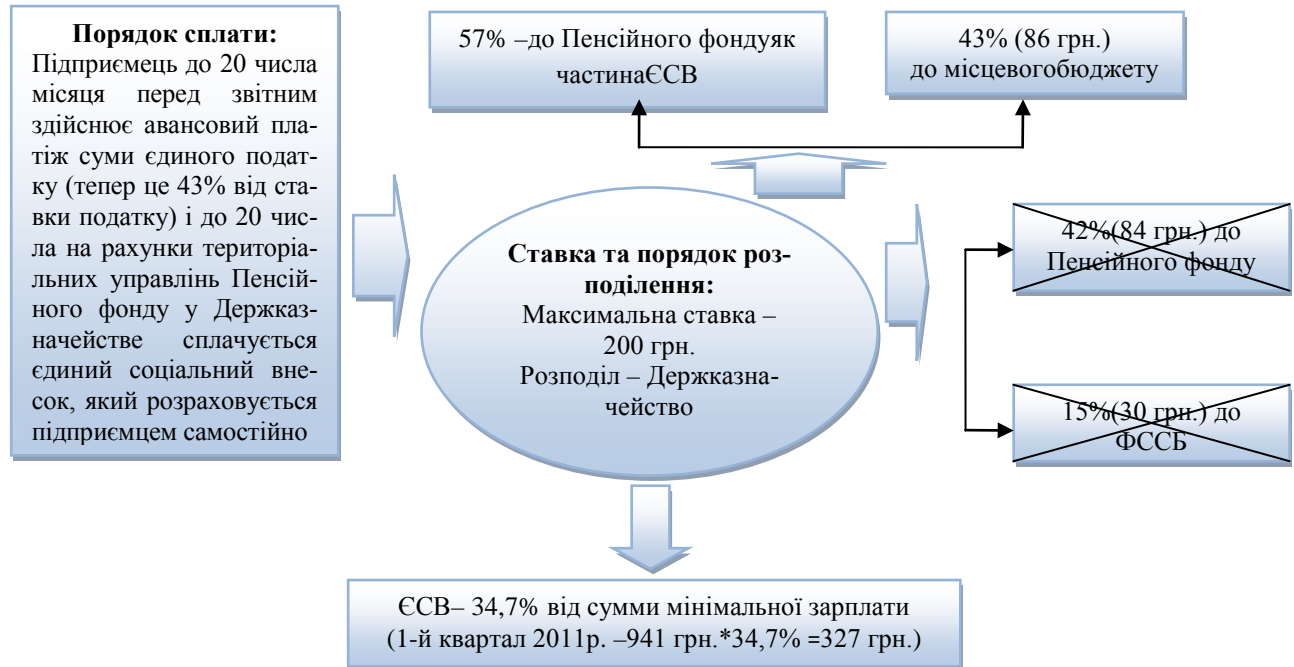 Порядок сплати:
Підприємець до 20 числа
місяця перед звітним
здійснює авансовий пла-
тіж суми єдиного подат-
ку (тепер це 43% від ста-
вки податку) і до 20 чис-
ла на рахунки територіа-
льних управлінь Пенсій-
ного фонду у Держказ-
начействе сплачується
єдиний соціальний вне-
сок, який розраховується
підприємцем самостійно
57% –до Пенсійного фондуяк
частинаЄСВ
43% (86 грн.)
до місцевогобюджету
Ставка та порядок роз-
поділення:
Максимальна ставка –
200 грн.
Розподіл – Держказна-
чейство
42%(84 грн.) до
Пенсійного фонду
15%(30 грн.) до
ФССБ
ЄСВ– 34,7% від сумми мінімальної зарплати
(1-й квартал 2011р. –941 грн.*34,7% =327 грн.)